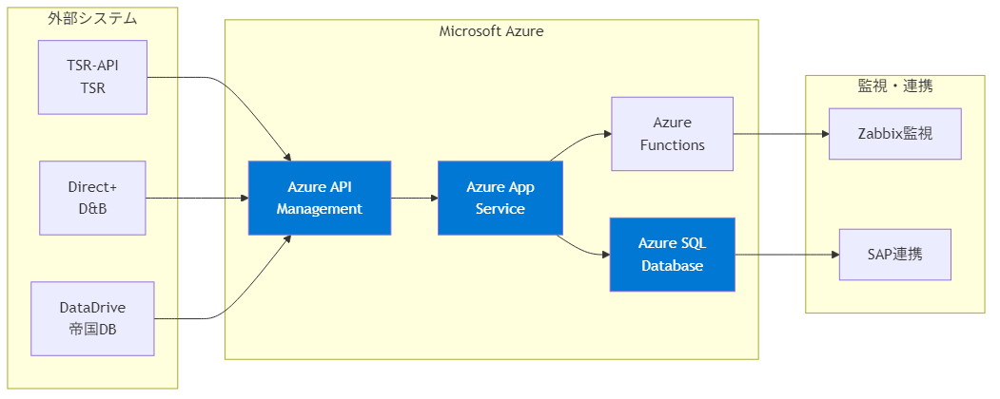 外部システム
TSR-API
TSR
Direct+
D&B
DataDrive
帝国DB
Microsoft Azure
Azure API
Management
Azure App
Service
Azure
Functions
Azure SQL
Database
監視・連携
Zabbix監視
SAP連携